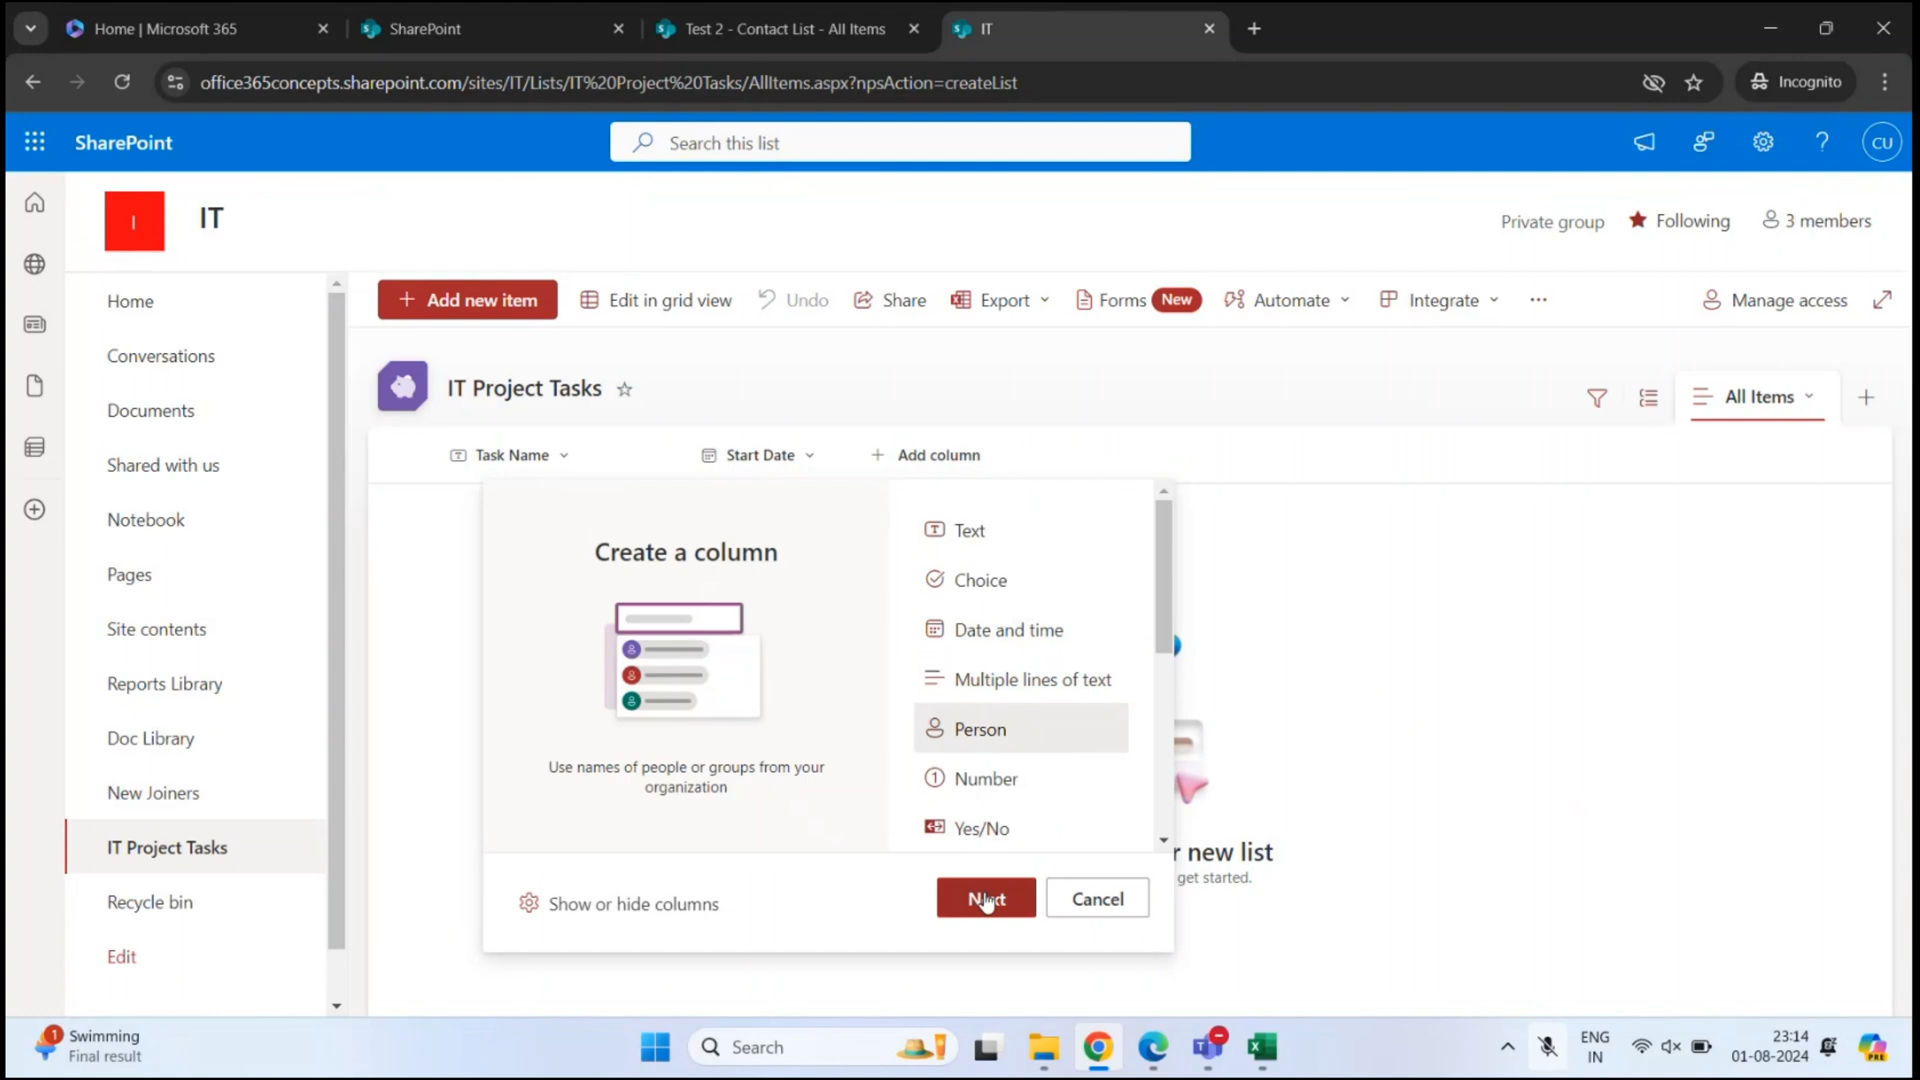 Home | Microsoft 365
SharePoint
Test 2 - Contact List - All Items
IT
office365concepts.sharepoint.com/sites/IT/Lists/IT%20Project%20Tasks/AllItems.aspx?npsAction=createList
Incognito
SharePoint
Search this list
CU
I
IT
Private group
Following
3 members
Home
Conversations
Documents
Shared with us
Notebook
Pages
Site contents
Reports Library
Doc Library
New Joiners
IT Project Tasks
Recycle bin
Edit
Add new item
Edit in grid view
Undo
Share
Export
Forms New
Automate
Integrate
Manage access
IT Project Tasks
All Items
Task Name
Start Date
Add column
Create a column
Use names of people or groups from your
organization
Text
Choice
Date and time
Multiple lines of text
Person
Number
Yes/No
Show or hide columns
Next
Cancel
new list
get started.
1
Swimming
Final result
Search
ENG
IN
23:14
01-08-2024
PRE